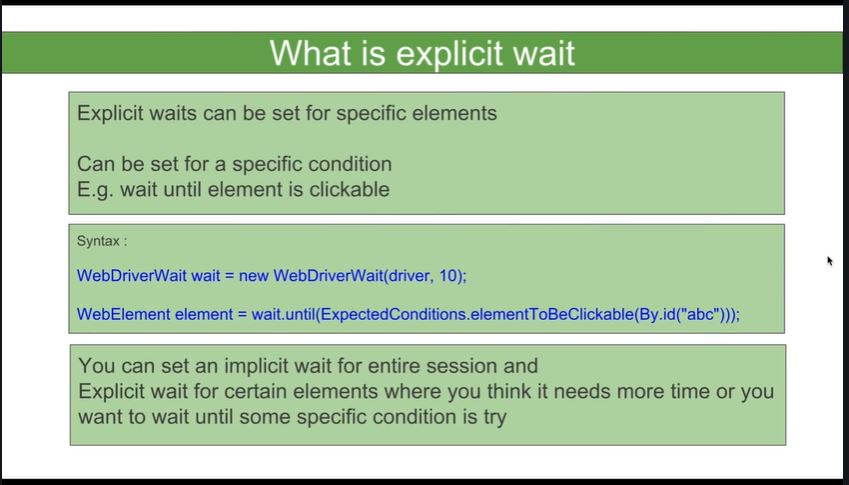 What is explicit wait
Explicit waits can be set for specific elements
Can be set for a specific condition
E.g. wait until element is clickable
Syntax :
WebDriverWait wait = new WebDriverWait(driver, 10);
WebElement element = wait.until(ExpectedConditions.elementToBeClickable(By.id("abc")));
You can set an implicit wait for entire session and
Explicit wait for certain elements where you think it needs more time or you
want to wait until some specific condition is try